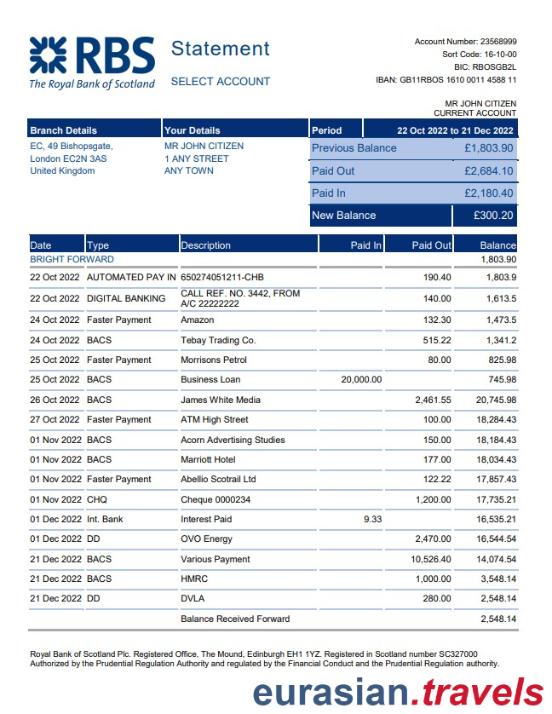 RBS
The Royal Bank of Scotland
Statement
SELECT ACCOUNT
Account Number: 23568999
Sort Code: 16-10-00
BIC: RBOSGB2L
IBAN: GB11RBOS 1610 0011 4588 11
MR JOHN CITIZEN
CURRENT ACCOUNT
Branch Details
EC, 49 Bishopsgate,
London EC2N 3AS
United Kingdom
Your Details
MR JOHN CITIZEN
1 ANY STREET
ANY TOWN
Period 22 Oct 2022 to 21 Dec 2022
Previous Balance £1,803.90
Paid Out £2,684.10
Paid In £2,180.40
New Balance £300.20
Date Type Description Paid In Paid Out Balance
BRIGHT FORWARD 1,803.90
22 Oct 2022 AUTOMATED PAY IN 650274051211-CHB 190.40 1,803.9
22 Oct 2022 DIGITAL BANKING CALL REF. NO. 3442, FROM
A/C 22222222 140.00 1,613.5
24 Oct 2022 Faster Payment Amazon 132.30 1,473.5
24 Oct 2022 BACS Tebay Trading Co. 515.22 1,341.2
25 Oct 2022 Faster Payment Morrisons Petrol 80.00 825.98
25 Oct 2022 BACS Business Loan 20,000.00 745.98
26 Oct 2022 BACS James White Media 2,461.55 20,745.98
27 Oct 2022 Faster Payment ATM High Street 100.00 18,284.43
01 Nov 2022 BACS Acorn Advertising Studies 150.00 18,184.43
01 Nov 2022 BACS Marriott Hotel 177.00 18,034.43
01 Nov 2022 Faster Payment Abellio Scotrail Ltd 122.22 17,857.43
01 Nov 2022 CHQ Cheque 0000234 1,200.00 17,735.21
01 Dec 2022 Int. Bank Interest Paid 9.33 16,535.21
01 Dec 2022 DD OVO Energy 2,470.00 16,544.54
21 Dec 2022 BACS Various Payment 10,526.40 14,074.54
21 Dec 2022 BACS HMRC 1,000.00 3,548.14
21 Dec 2022 DD DVLA 280.00 2,548.14
Balance Received Forward 2,548.14
Royal Bank of Scotland Plc. Registered Office, The Mound, Edinburgh EH1 1YZ. Registered in Scotland number SC327000
Authorized by the Prudential Regulation Authority and regulated by the Financial Conduct and the Prudential Regulation authority.
eurasian.travels